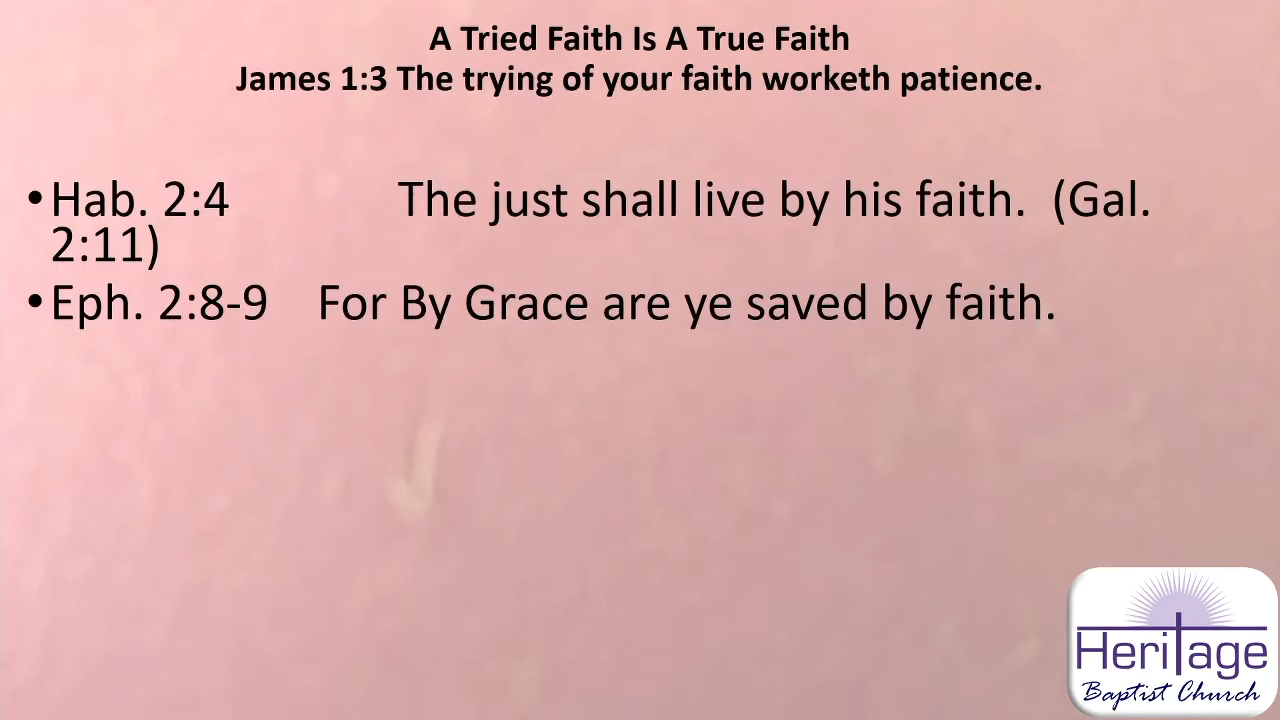 A Tried Faith Is A True Faith
James 1:3 The trying of your faith worketh patience.
•Hab. 2:4 The just shall live by his faith. (Gal.
2:11)
•Eph. 2:8-9 For By Grace are ye saved by faith.
Heritage
Baptist Church